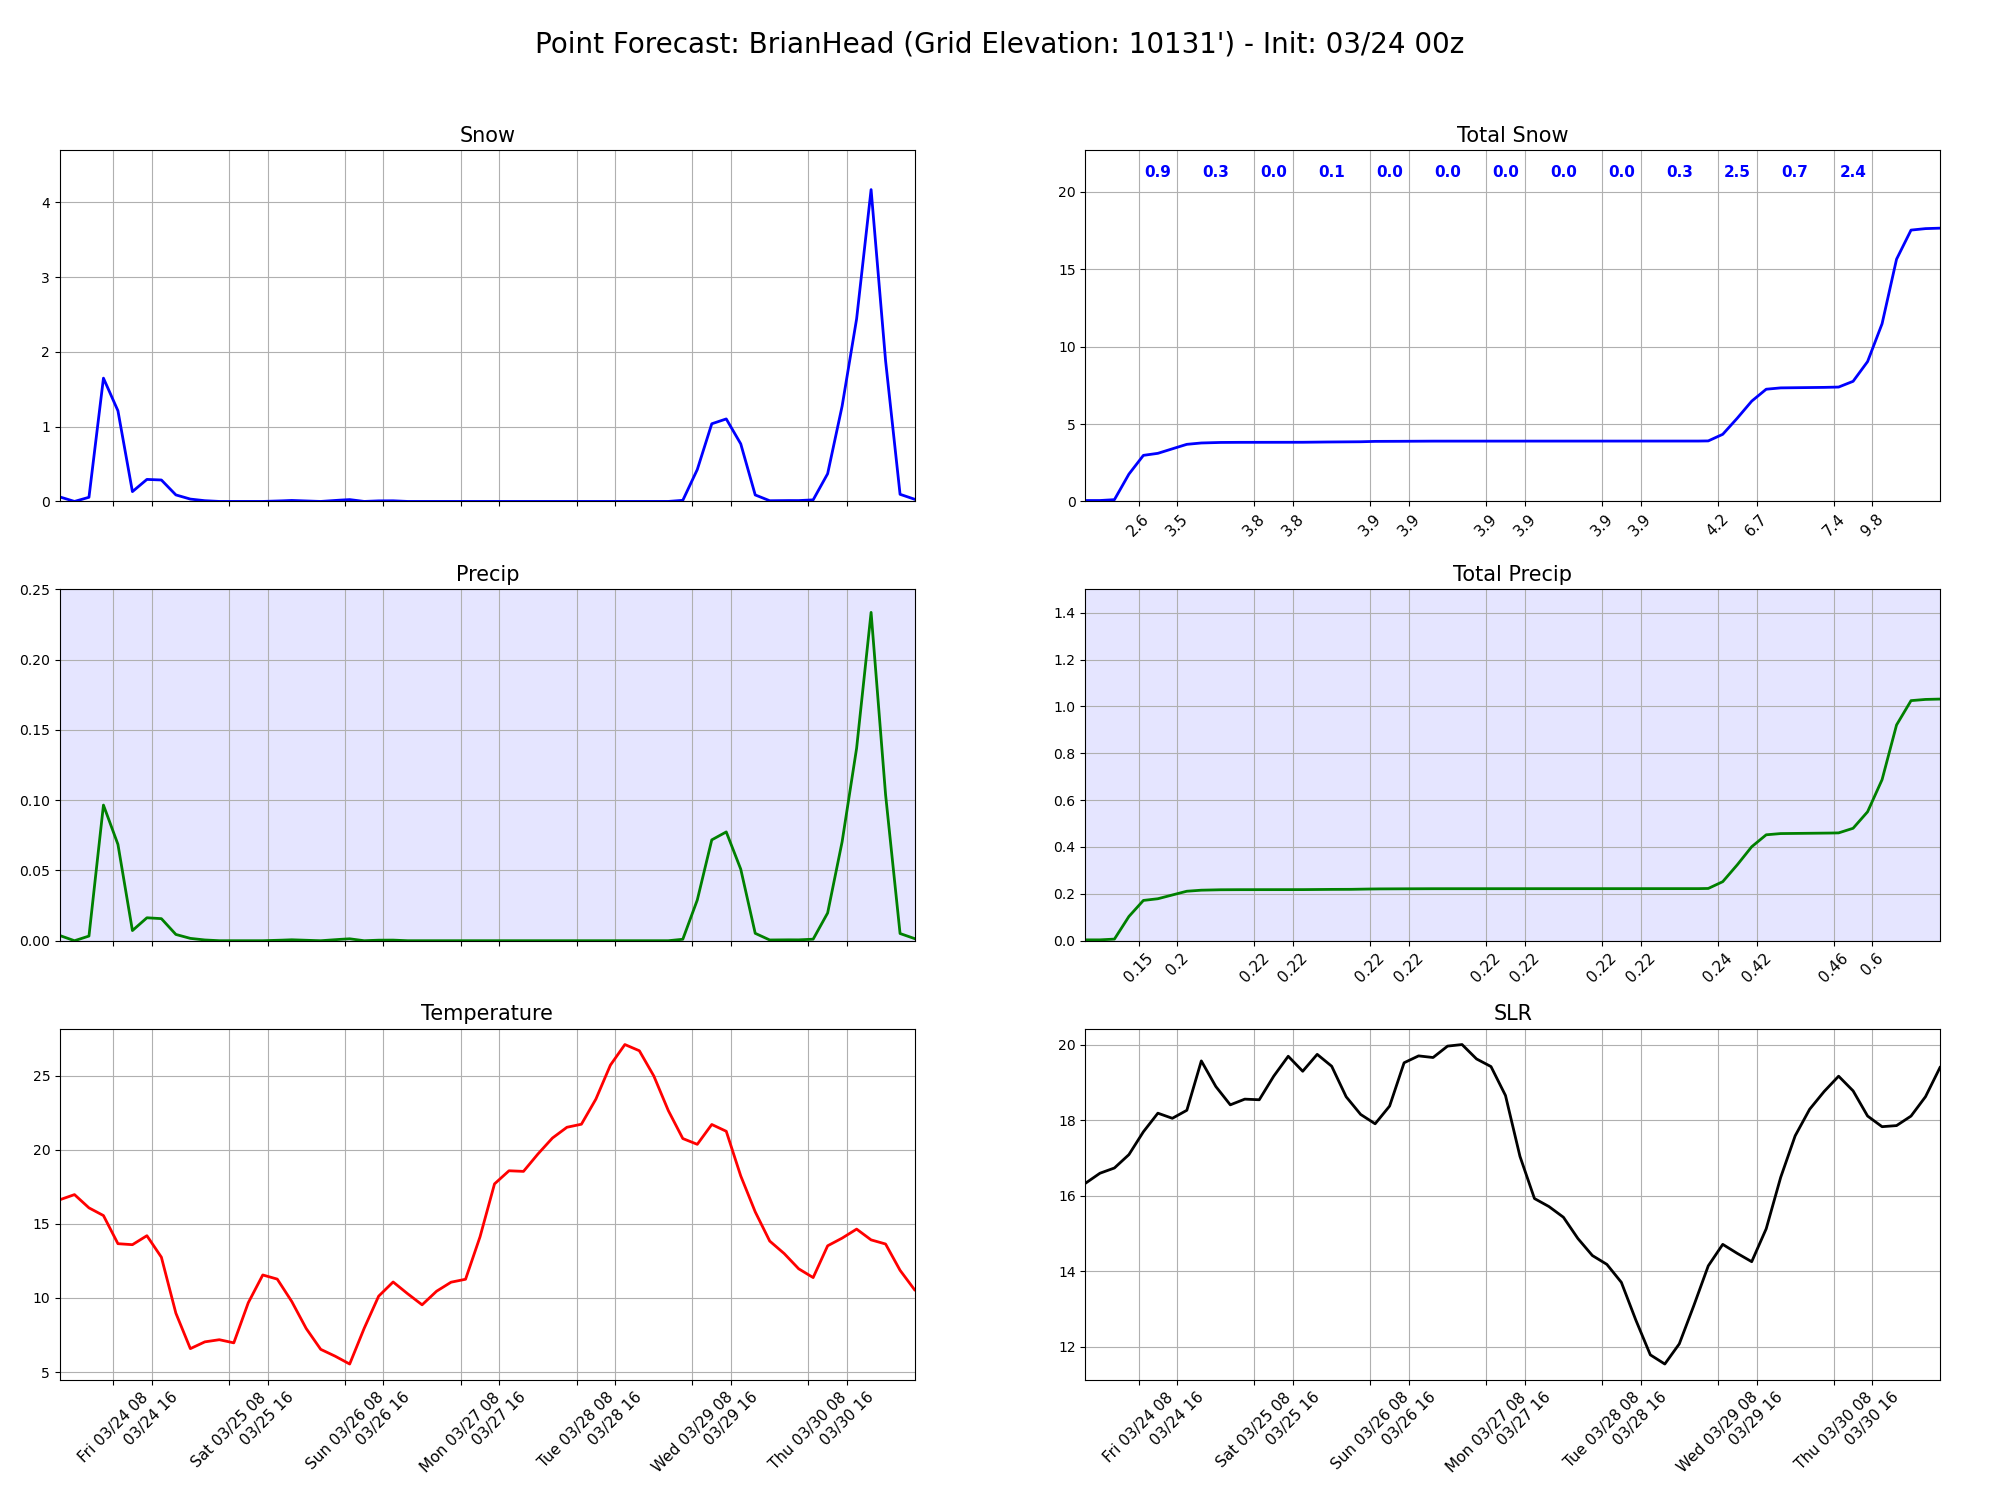 Point Forecast: BrianHead (Grid Elevation: 10131') - Init: 03/24 00z
Snow
4
3
2
1
0
Total Snow
0.9 0.3 0.0 0.1 0.0 0.0 0.0 0.0 0.0 0.3 2.5 0.7 2.4
20
15
10
5
0
2.6 3.5 3.8 3.8 3.9 3.9 3.9 3.9 3.9 3.9 4.2 6.7 7.4 9.8
Precip
0.25
0.20
0.15
0.10
0.05
0.00
Total Precip
1.4
1.2
1.0
0.8
0.6
0.4
0.2
0.0
0.15 0.2 0.22 0.22 0.22 0.22 0.22 0.22 0.22 0.22 0.24 0.42 0.46 0.6
Temperature
25
20
15
10
5
Fri 03/24 08
03/24 16
Sat 03/25 08
03/25 16
Sun 03/26 08
03/26 16
Mon 03/27 08
03/27 16
Tue 03/28 08
03/28 16
Wed 03/29 08
03/29 16
Thu 03/30 08
03/30 16
SLR
20
18
16
14
12
Fri 03/24 08
03/24 16
Sat 03/25 08
03/25 16
Sun 03/26 08
03/26 16
Mon 03/27 08
03/27 16
Tue 03/28 08
03/28 16
Wed 03/29 08
03/29 16
Thu 03/30 08
03/30 16